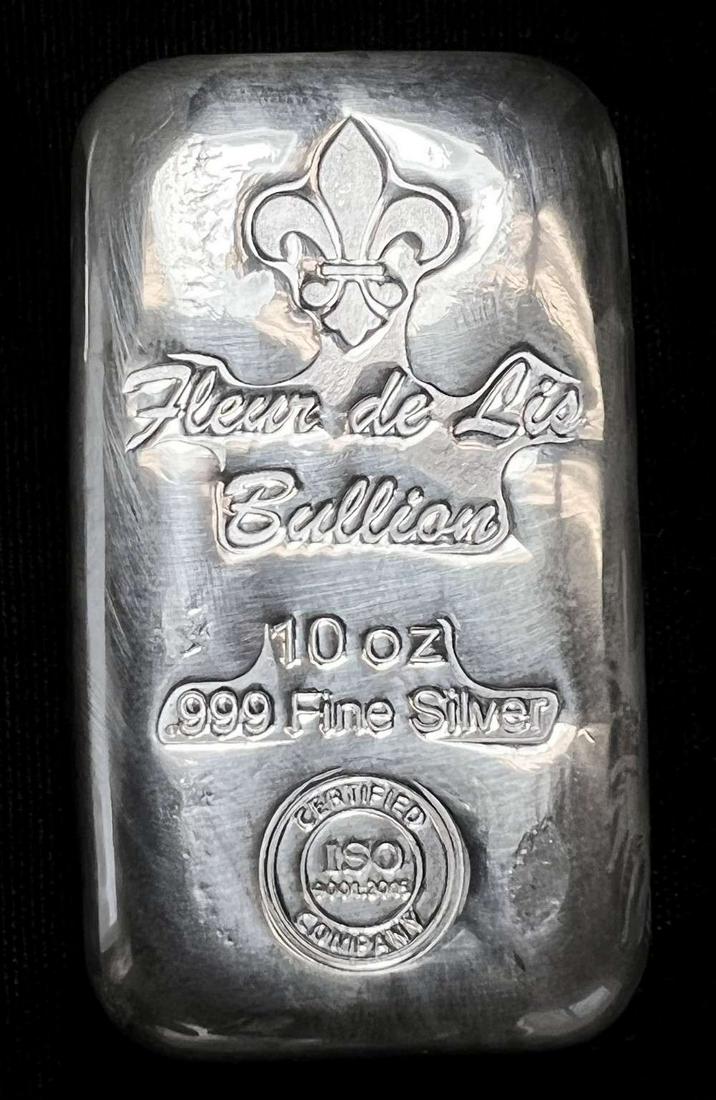 Fleur de Lis
Bullion
10 oz
.999 Fine Silver
CERTIFIED
ISO
COMPANY